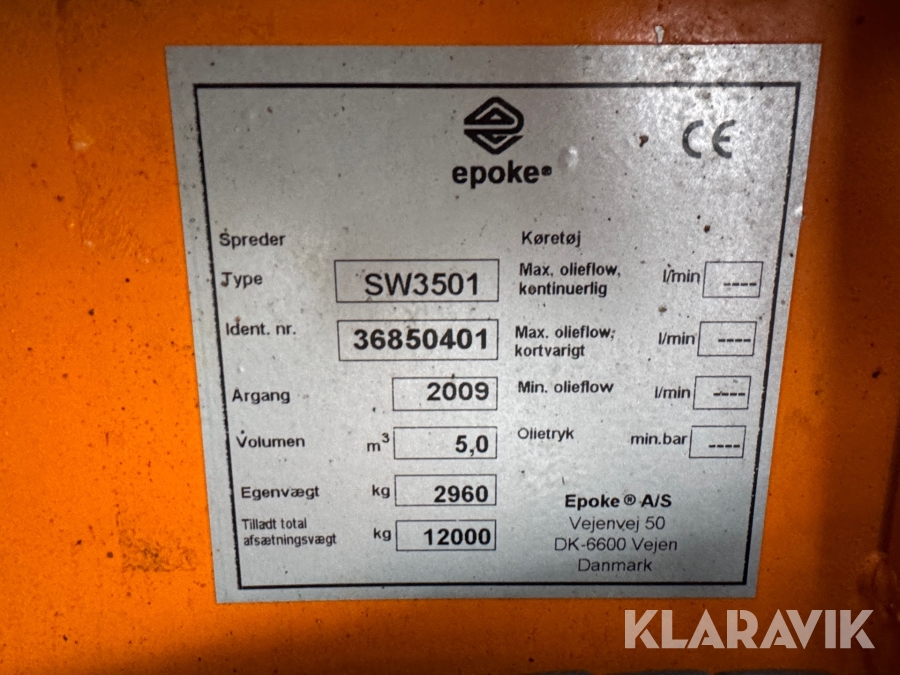 epoke®
CE
Spreder
Type SW3501
Ident. nr. 36850401
Årgang 2009
Volumen m³ 5,0
Egenvægt kg 2960
Tilladt total
afsætningsvægt kg 12000
Køretøj
Max. olieflow,
kontinuerlig l/min ----
Max. olieflow,
kortvarigt l/min ----
Min. olieflow l/min ----
Olietryk min.bar ----
Epoke® A/S
Vejenvej 50
DK-6600 Vejen
Danmark
KLARAVIK